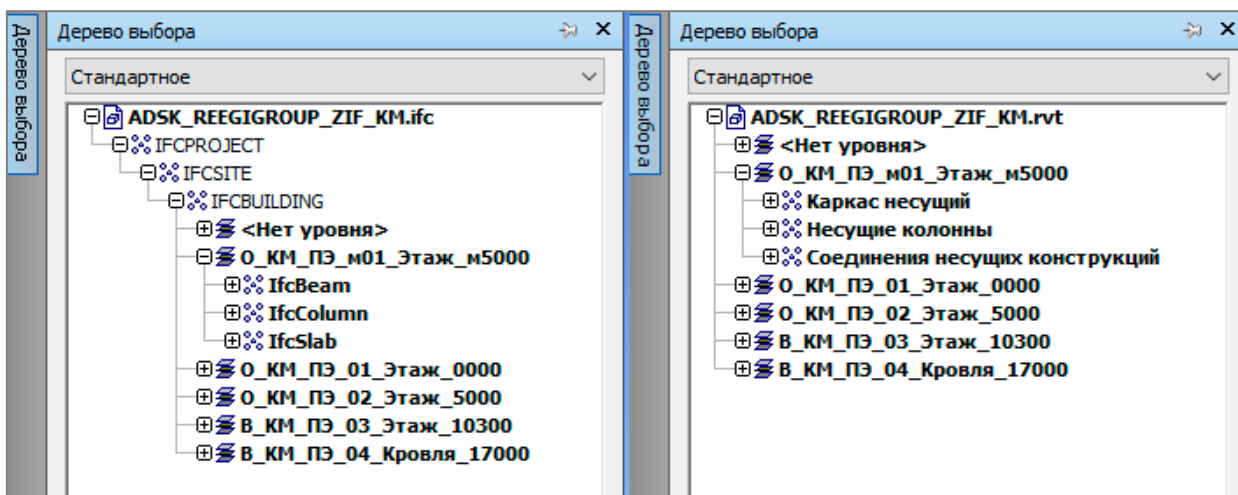 Дерево выбора
Дерево выбора
Стандартное
ADSK_REEGIGROUP_ZIF_KM.ifc
IFCPROJECT
IFCSITE
IFCBUILDING
<Нет уровня>
О_КМ_ПЭ_м01_Этаж_м5000
IfcBeam
IfcColumn
IfcSlab
О_КМ_ПЭ_01_Этаж_0000
О_КМ_ПЭ_02_Этаж_5000
В_КМ_ПЭ_03_Этаж_10300
В_КМ_ПЭ_04_Кровля_17000
Дерево выбора
Дерево выбора
Стандартное
ADSK_REEGIGROUP_ZIF_KM.rvt
<Нет уровня>
О_КМ_ПЭ_м01_Этаж_м5000
Каркас несущий
Несущие колонны
Соединения несущих конструкций
О_КМ_ПЭ_01_Этаж_0000
О_КМ_ПЭ_02_Этаж_5000
В_КМ_ПЭ_03_Этаж_10300
В_КМ_ПЭ_04_Кровля_17000